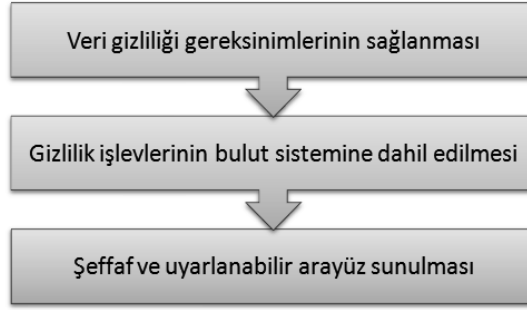 Veri gizliliği gereksinimlerinin sağlanması
Gizlilik işlevlerinin bulut sistemine dahil edilmesi
Şeffaf ve uyarlanabilir arayüz sunulması